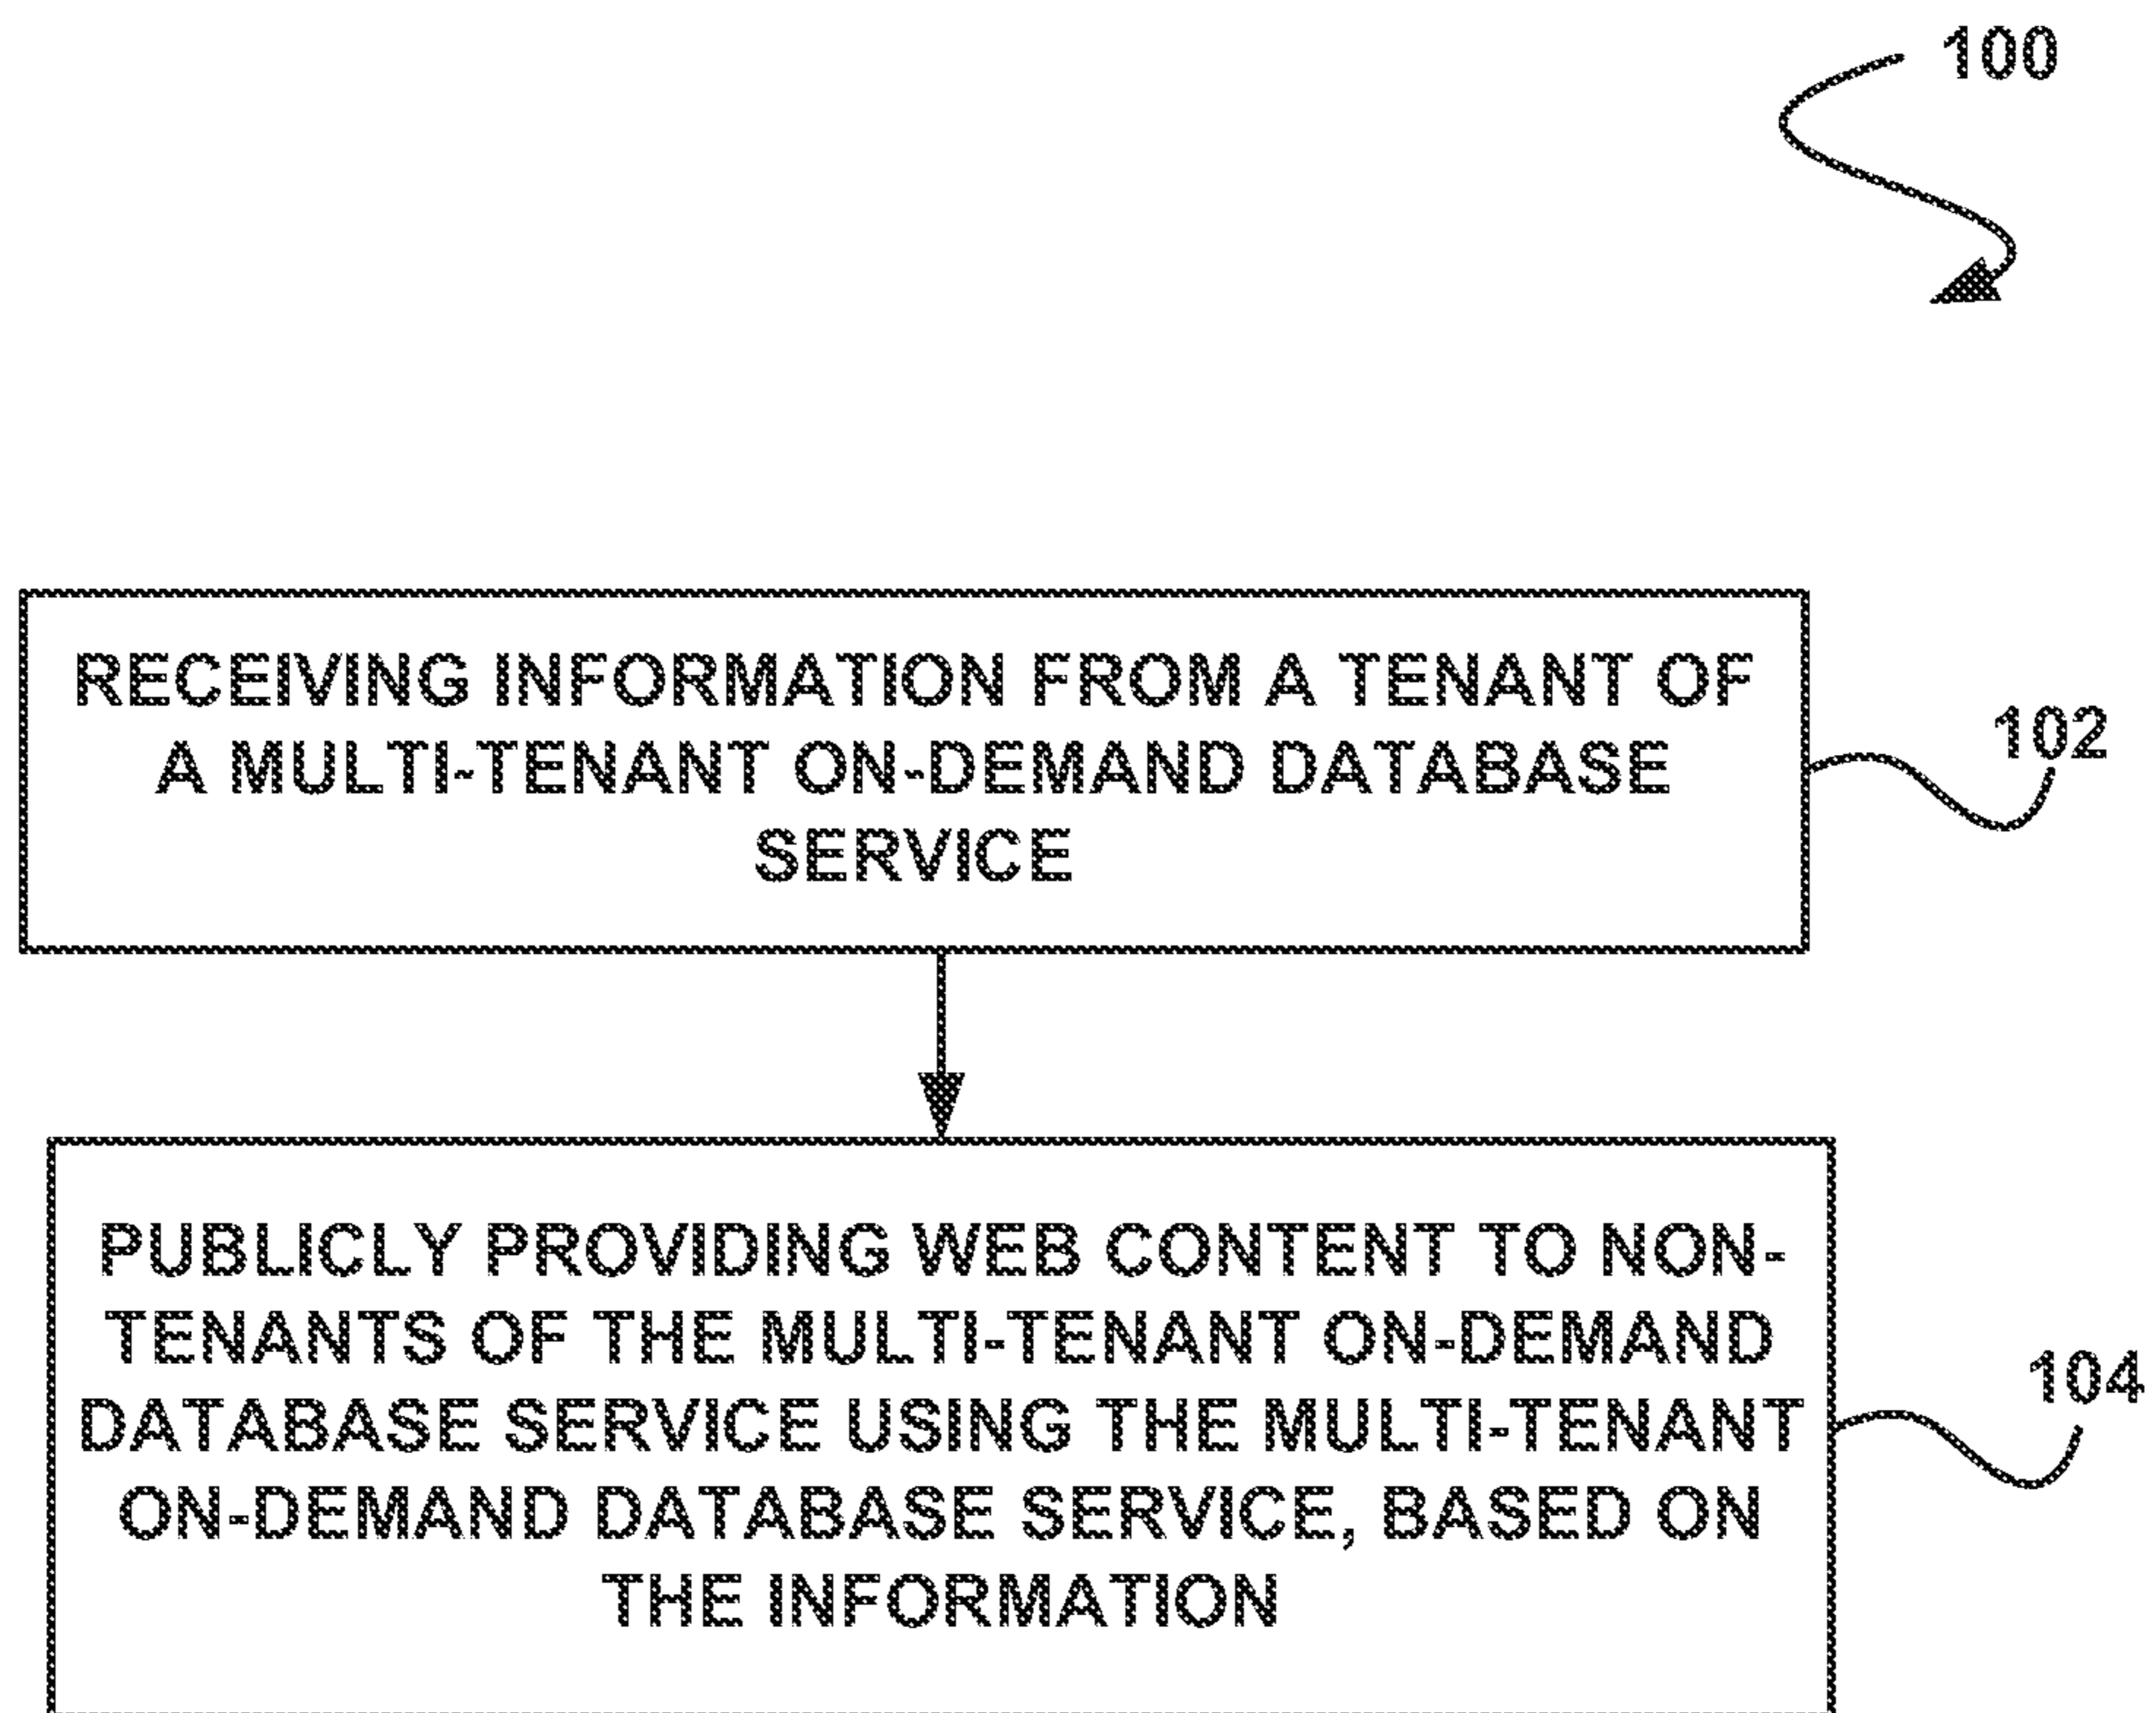 100
RECEIVING INFORMATION FROM A TENANT OF
A MULTI-TENANT ON-DEMAND DATABASE
SERVICE
102
PUBLICLY PROVIDING WEB CONTENT TO NON-
TENANTS OF THE MULTI-TENANT ON-DEMAND
DATABASE SERVICE USING THE MULTI-TENANT
ON-DEMAND DATABASE SERVICE, BASED ON
THE INFORMATION
104